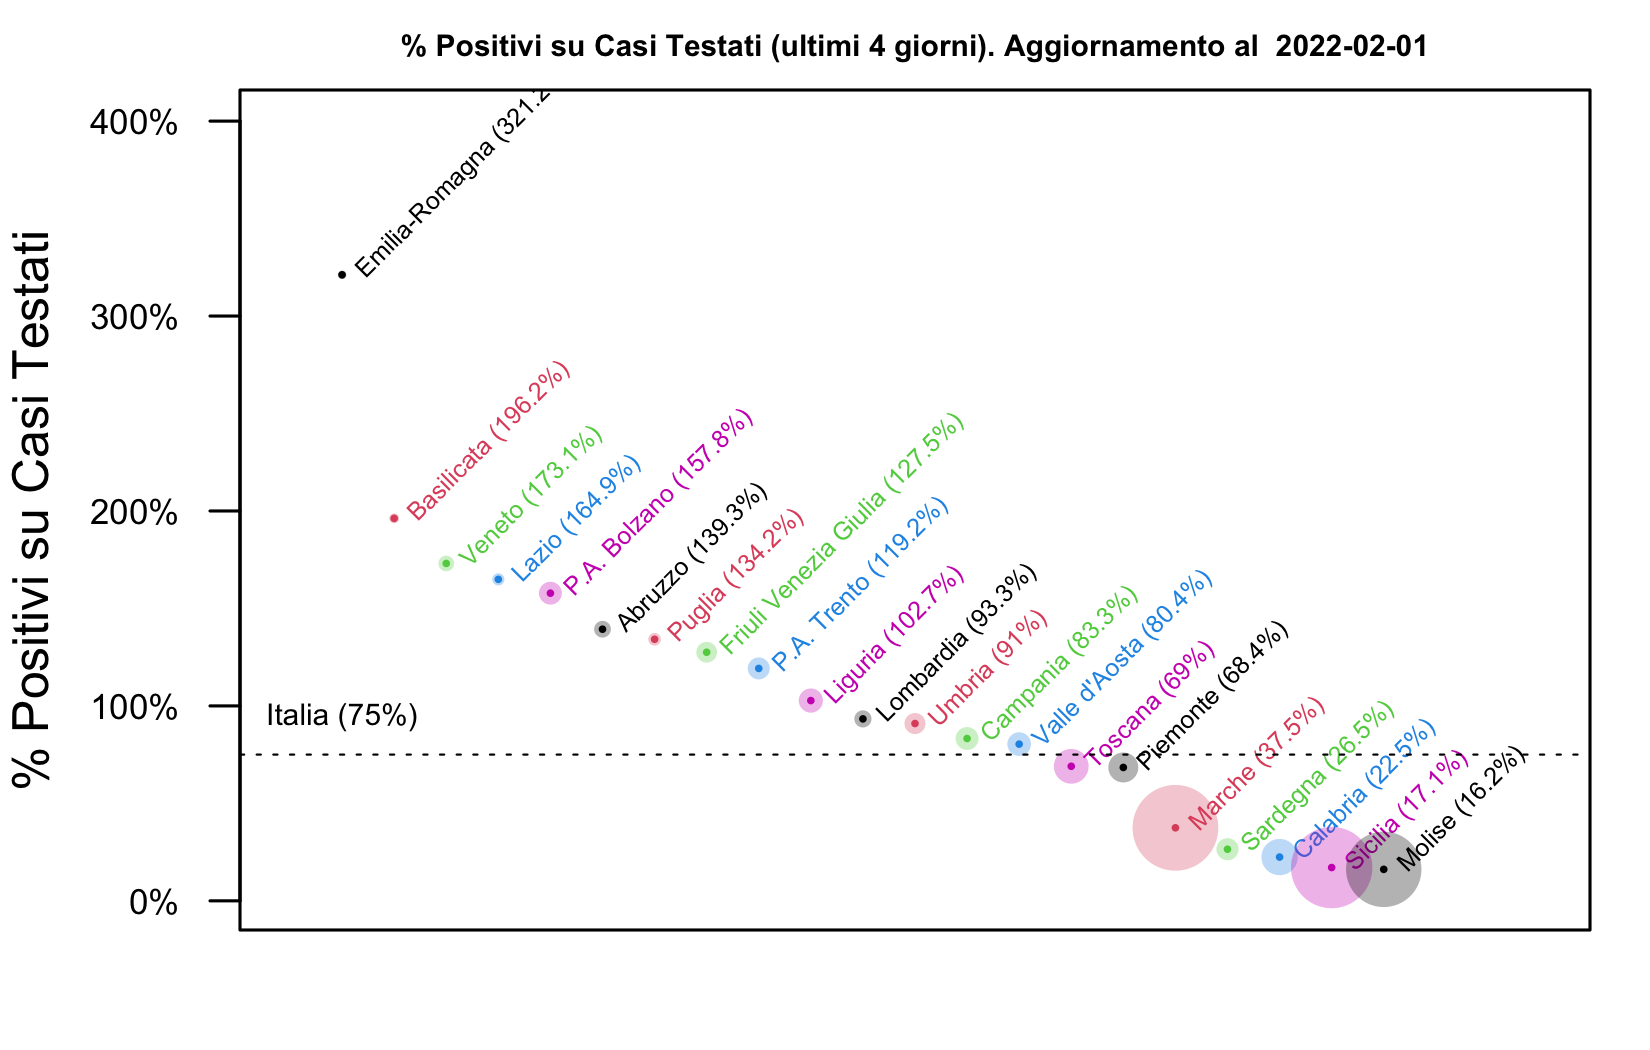 % Positivi su Casi Testati (ultimi 4 giorni). Aggiornamento al 2022-02-01
% Positivi su Casi Testati
400%
300%
200%
100%
0%
Emilia-Romagna (321.2
Basilicata (196.2%)
Veneto (173.1%)
Lazio (164.9%)
P.A. Bolzano (157.8%)
Abruzzo (139.3%)
Puglia (134.2%)
Friuli Venezia Giulia (127.5%)
P.A. Trento (119.2%)
Liguria (102.7%)
Lombardia (93.3%)
Umbria (91%)
Campania (83.3%)
Valle d'Aosta (80.4%)
Toscana (69%)
Piemonte (68.4%)
Marche (37.5%)
Sardegna (26.5%)
Calabria (22.5%)
Sicilia (17.1%)
Molise (16.2%)
Italia (75%)